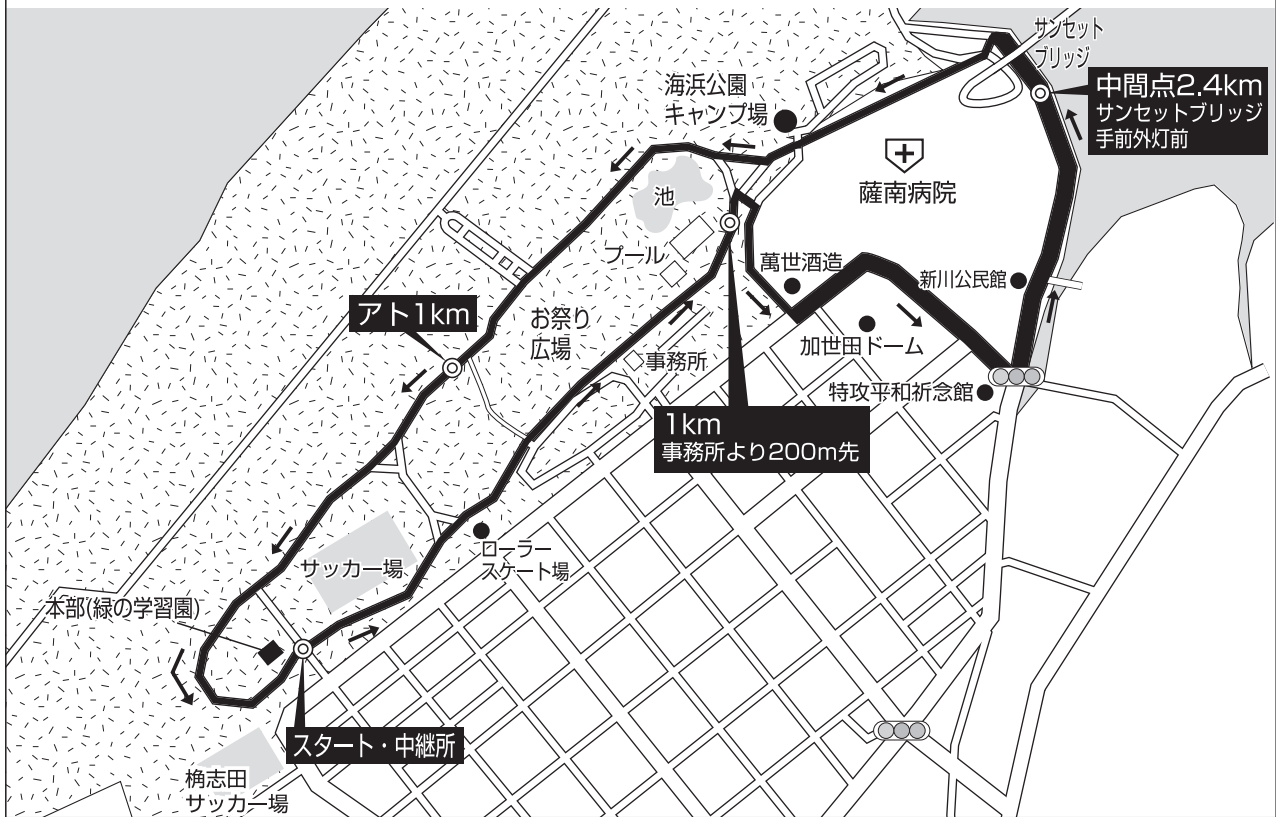 サンセット
ブリッジ
海浜公園
キャンプ場
中間点2.4km
サンセットブリッジ
手前外灯前
薩南病院
池
プール
萬世酒造
新川公民館
アト1km
お祭り
広場
事務所
加世田ドーム
特攻平和祈念館
1km
事務所より200m先
ローラー
スケート場
サッカー場
本部(緑の学習園)
スタート・中継所
桷志田
サッカー場